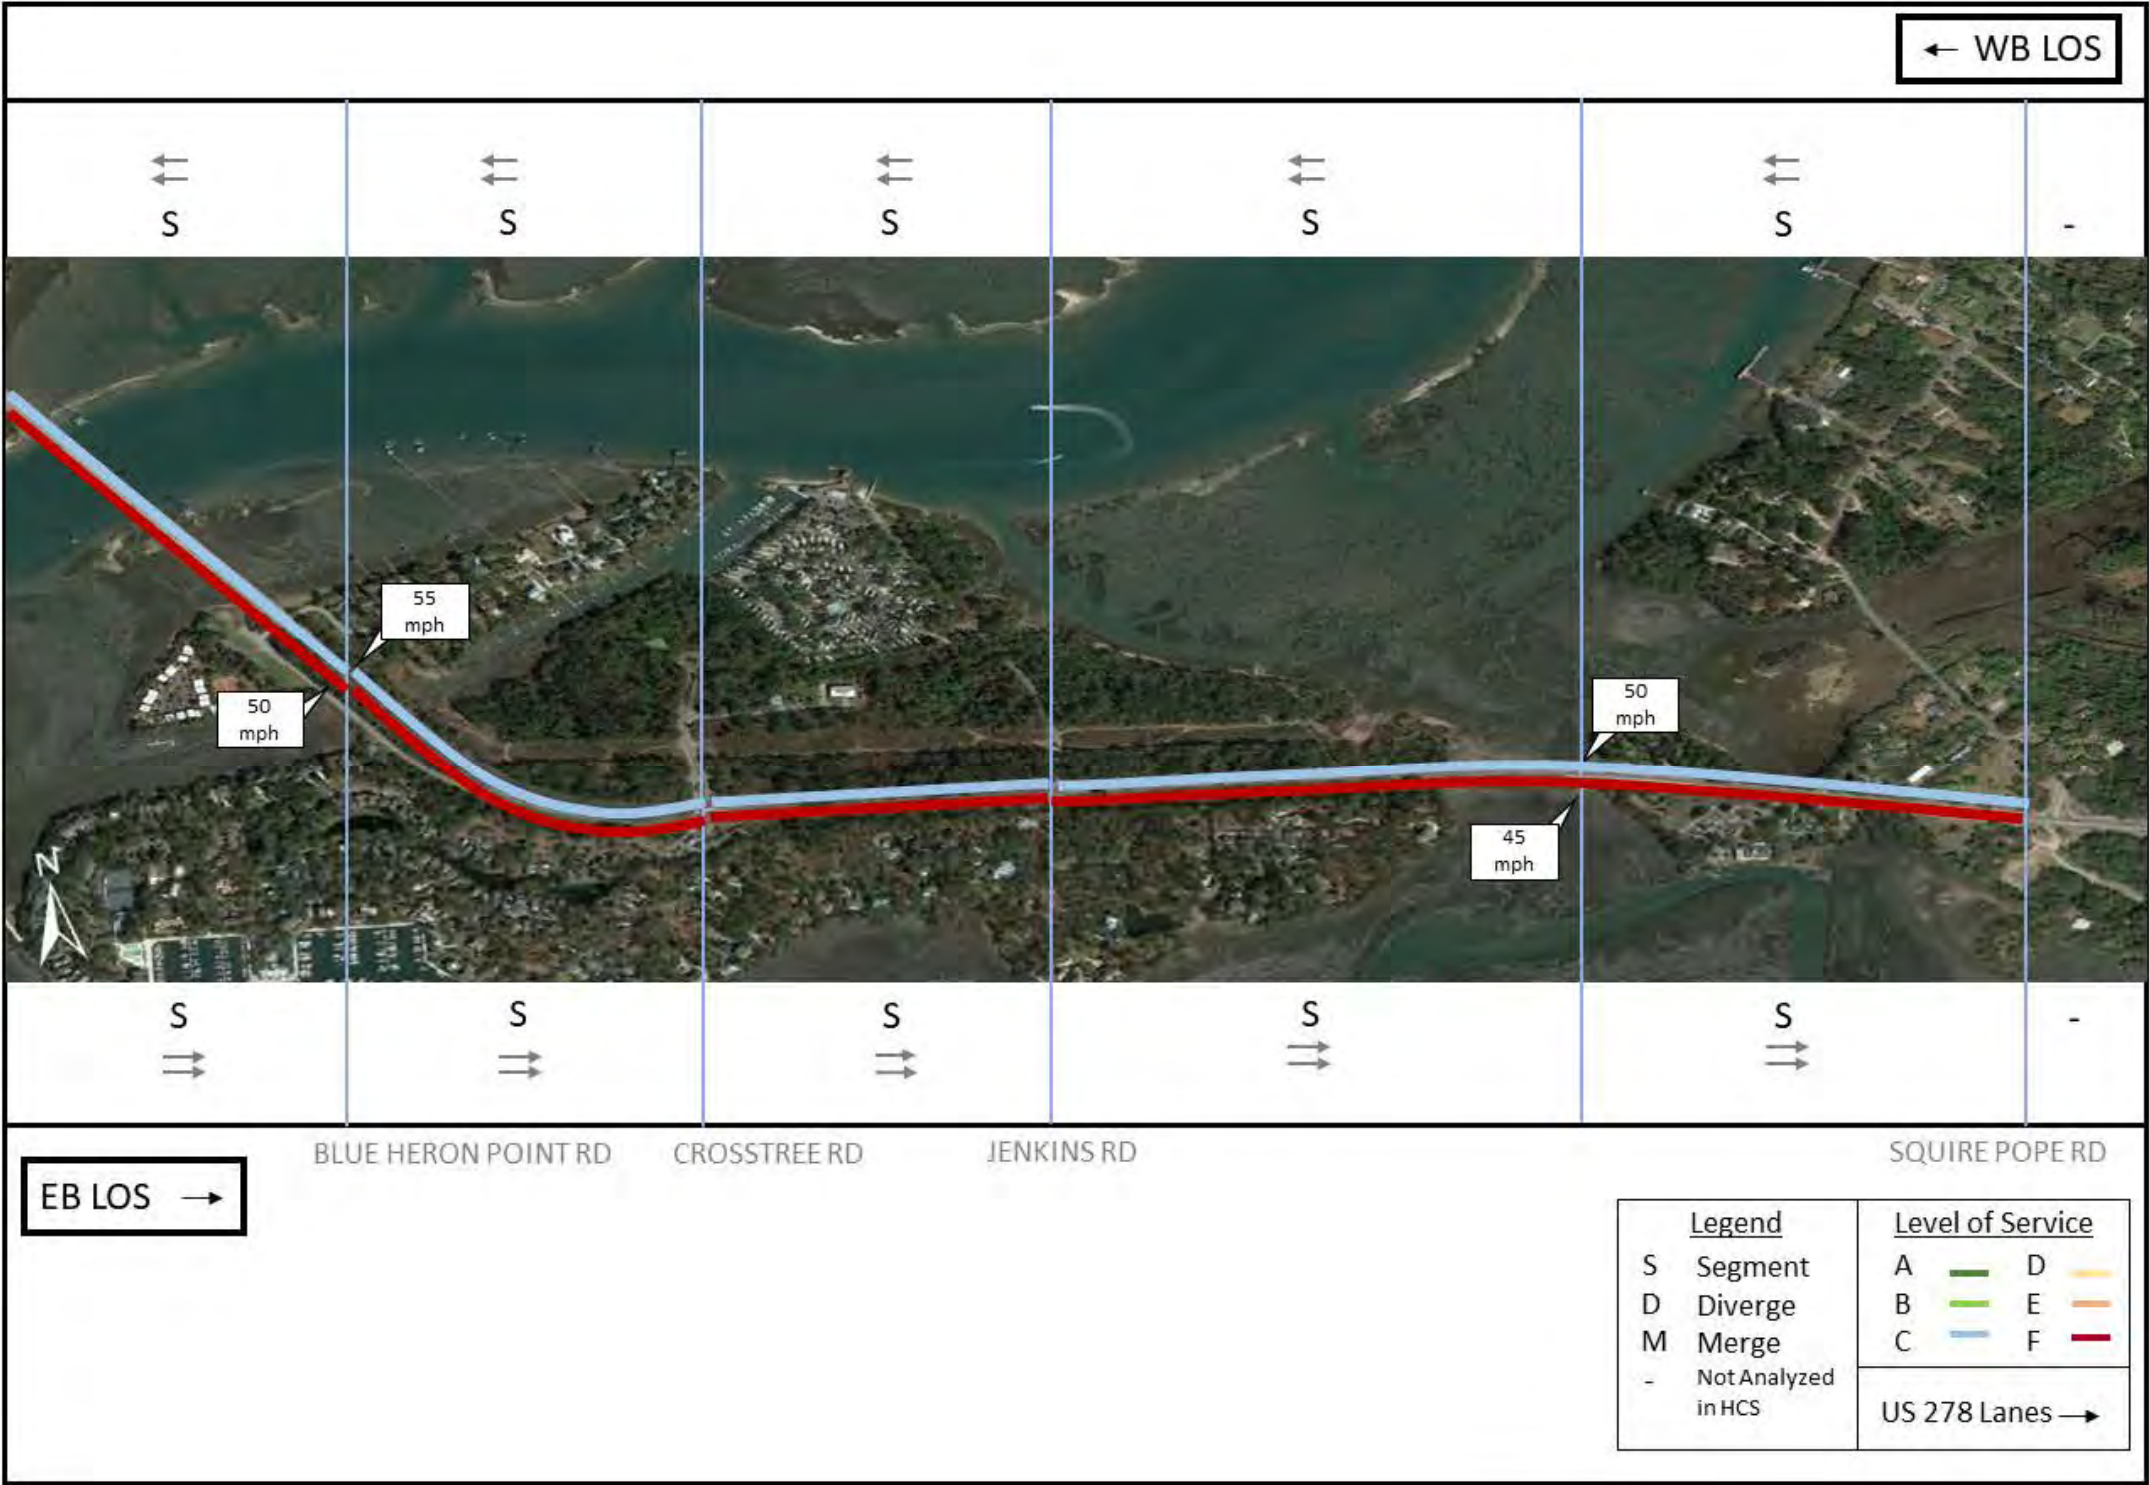 ← WB LOS
S S S S S -
55
mph
50
mph
50
mph
45
mph
N
S S S S S -
BLUE HERON POINT RD CROSSTREE RD JENKINS RD SQUIRE POPE RD
EB LOS →
Legend
S Segment
D Diverge
M Merge
- Not Analyzed
in HCS
Level of Service
A D
B E
C F
US 278 Lanes →